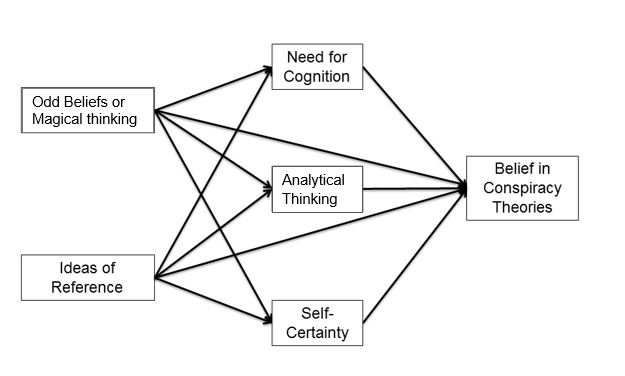 Need for
Cognition
Odd Beliefs or
Magical thinking
Analytical
Thinking
Belief in
Conspiracy
Theories
Ideas of
Reference
Self-
Certainty